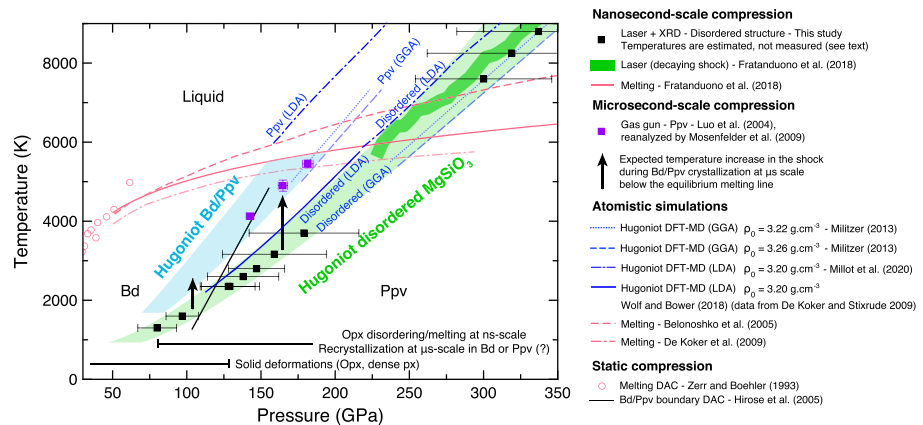 Temperature (K)
8000
6000
4000
2000
0
50
100
150
200
250
300
350
Pressure (GPa)
Liquid
Bd
Ppv
Ppv (LDA)
Ppv (GGA)
Disordered (LDA)
Disordered (LDA)
Disordered (GGA)
Hugoniot Bd/Ppv
Hugoniot disordered MgSiO3
Opx disordering/melting at ns-scale
Recrystallization at µs-scale in Bd or Ppv (?)
Solid deformations (Opx, dense px)
Nanosecond-scale compression
Laser + XRD - Disordered structure - This study
Temperatures are estimated, not measured (see text)
Laser (decaying shock) - Fratanduono et al. (2018)
Melting - Fratanduono et al. (2018)
Microsecond-scale compression
Gas gun - Ppv - Luo et al. (2004),
reanalyzed by Mosenfelder et al.
(2009)
Expected temperature increase in the shock
during Bd/Ppv crystallization at µs scale
below the equilibrium melting line
Atomistic simulations
Hugoniot DFT-MD (GGA) ρ0 = 3.22 g.cm-3 - Militzer (2013)
Hugoniot DFT-MD (GGA) ρ0 = 3.26 g.cm-3 - Militzer (2013)
Hugoniot DFT-MD (LDA) ρ0 = 3.20 g.cm-3 - Millot et al. (2020)
Hugoniot DFT-MD (LDA) ρ0 = 3.20 g.cm-3
Wolf and Bower (2018) (data from De Koker and Stixrude 2009)
Melting - Belonoshko et al. (2005)
Melting - De Koker et al. (2009)
Static compression
Melting DAC - Zerr and Boehler (1993)
Bd/Ppv boundary DAC - Hirose et al. (2005)